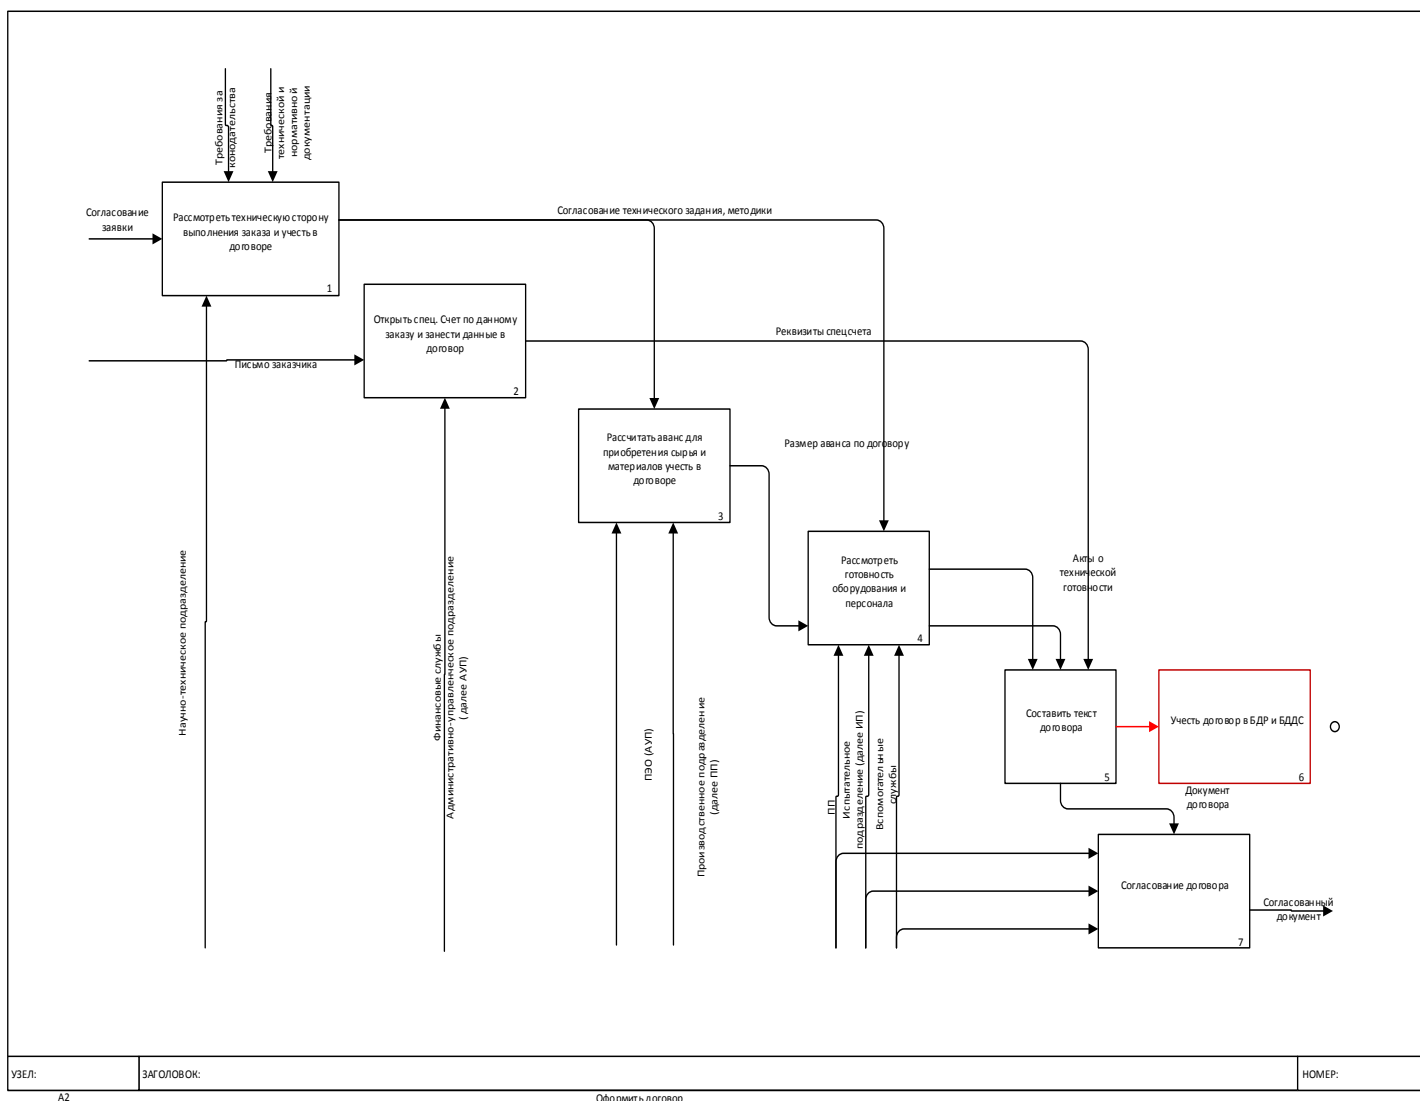 Требования за
конодательства
Требования
технической и
нормативной
документации
Согласование
заявки
Рассмотреть техническую сторону
выполнения заказа и учесть в
договоре
1
Согласование технического задания, методики
Открыть спец. Счет по данному
заказу и занести данные в
договор
2
Реквизиты спецсчета
Письмо заказчика
Рассчитать аванс для
приобретения сырья и
материалов учесть в
договоре
3
Размер аванса по договору
Рассмотреть
готовность
оборудования и
персонала
4
Акты о
технической
готовности
Научно-техническое подразделение
Финансовые службы
Административно-управленческое подразделение
(далее АУП)
ПЭО (АУП)
Производственное подразделение
(далее ПП)
ПП
Испытательное
подразделение (далее ИП)
Вспомогательные
службы
Составить текст
договора
5
Учесть договор в БДР и БДДС
6
Документ
договора
Согласование договора
7
Согласованный
документ
УЗЕЛ:
ЗАГОЛОВОК:
НОМЕР:
А2
Оформить договор